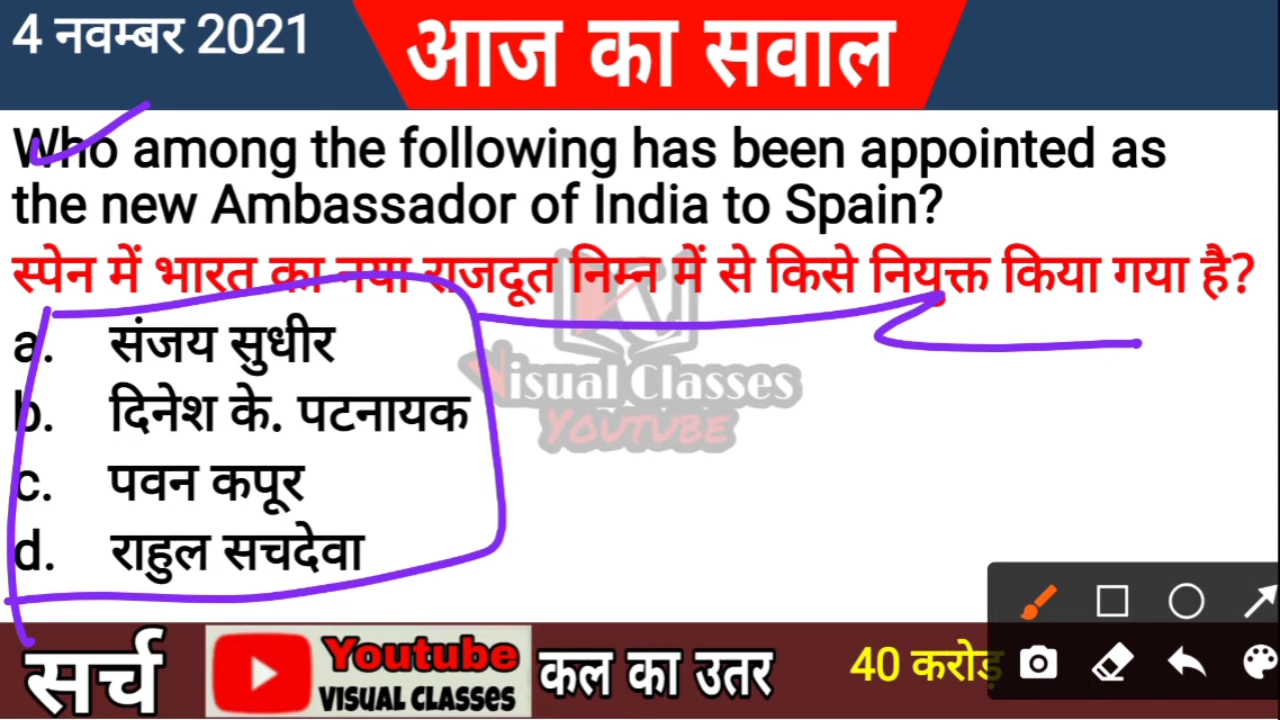 4 नवम्बर 2021
आज का सवाल
Who among the following has been appointed as
the new Ambassador of India to Spain?
स्पेन में भारत का नया राजदूत निम्न में से किसे नियुक्त किया गया है?
a. संजय सुधीर
b. दिनेश के. पटनायक
c. पवन कपूर
d. राहुल सचदेवा
Visual Classes
YOUTUBE
सर्च
Youtube
VISUAL CLASSES
कल का उतर
40 करोड़